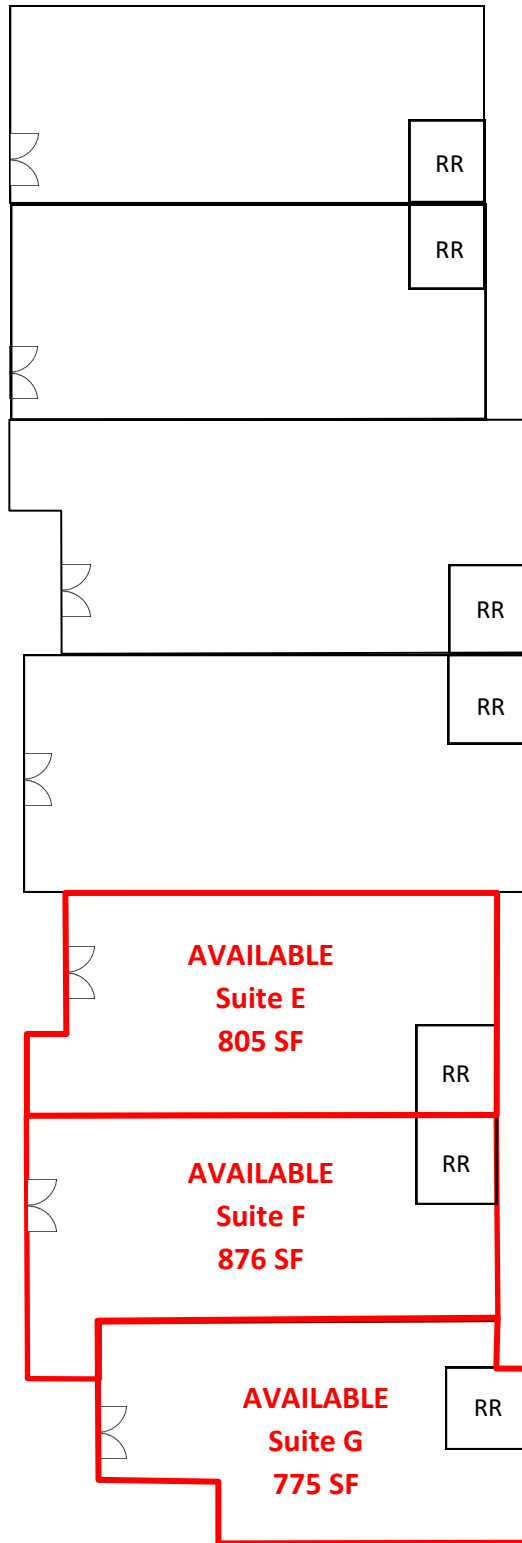 RR
RR
RR
RR
AVAILABLE
Suite E
805 SF
RR
AVAILABLE
Suite F
876 SF
RR
AVAILABLE
Suite G
775 SF
RR